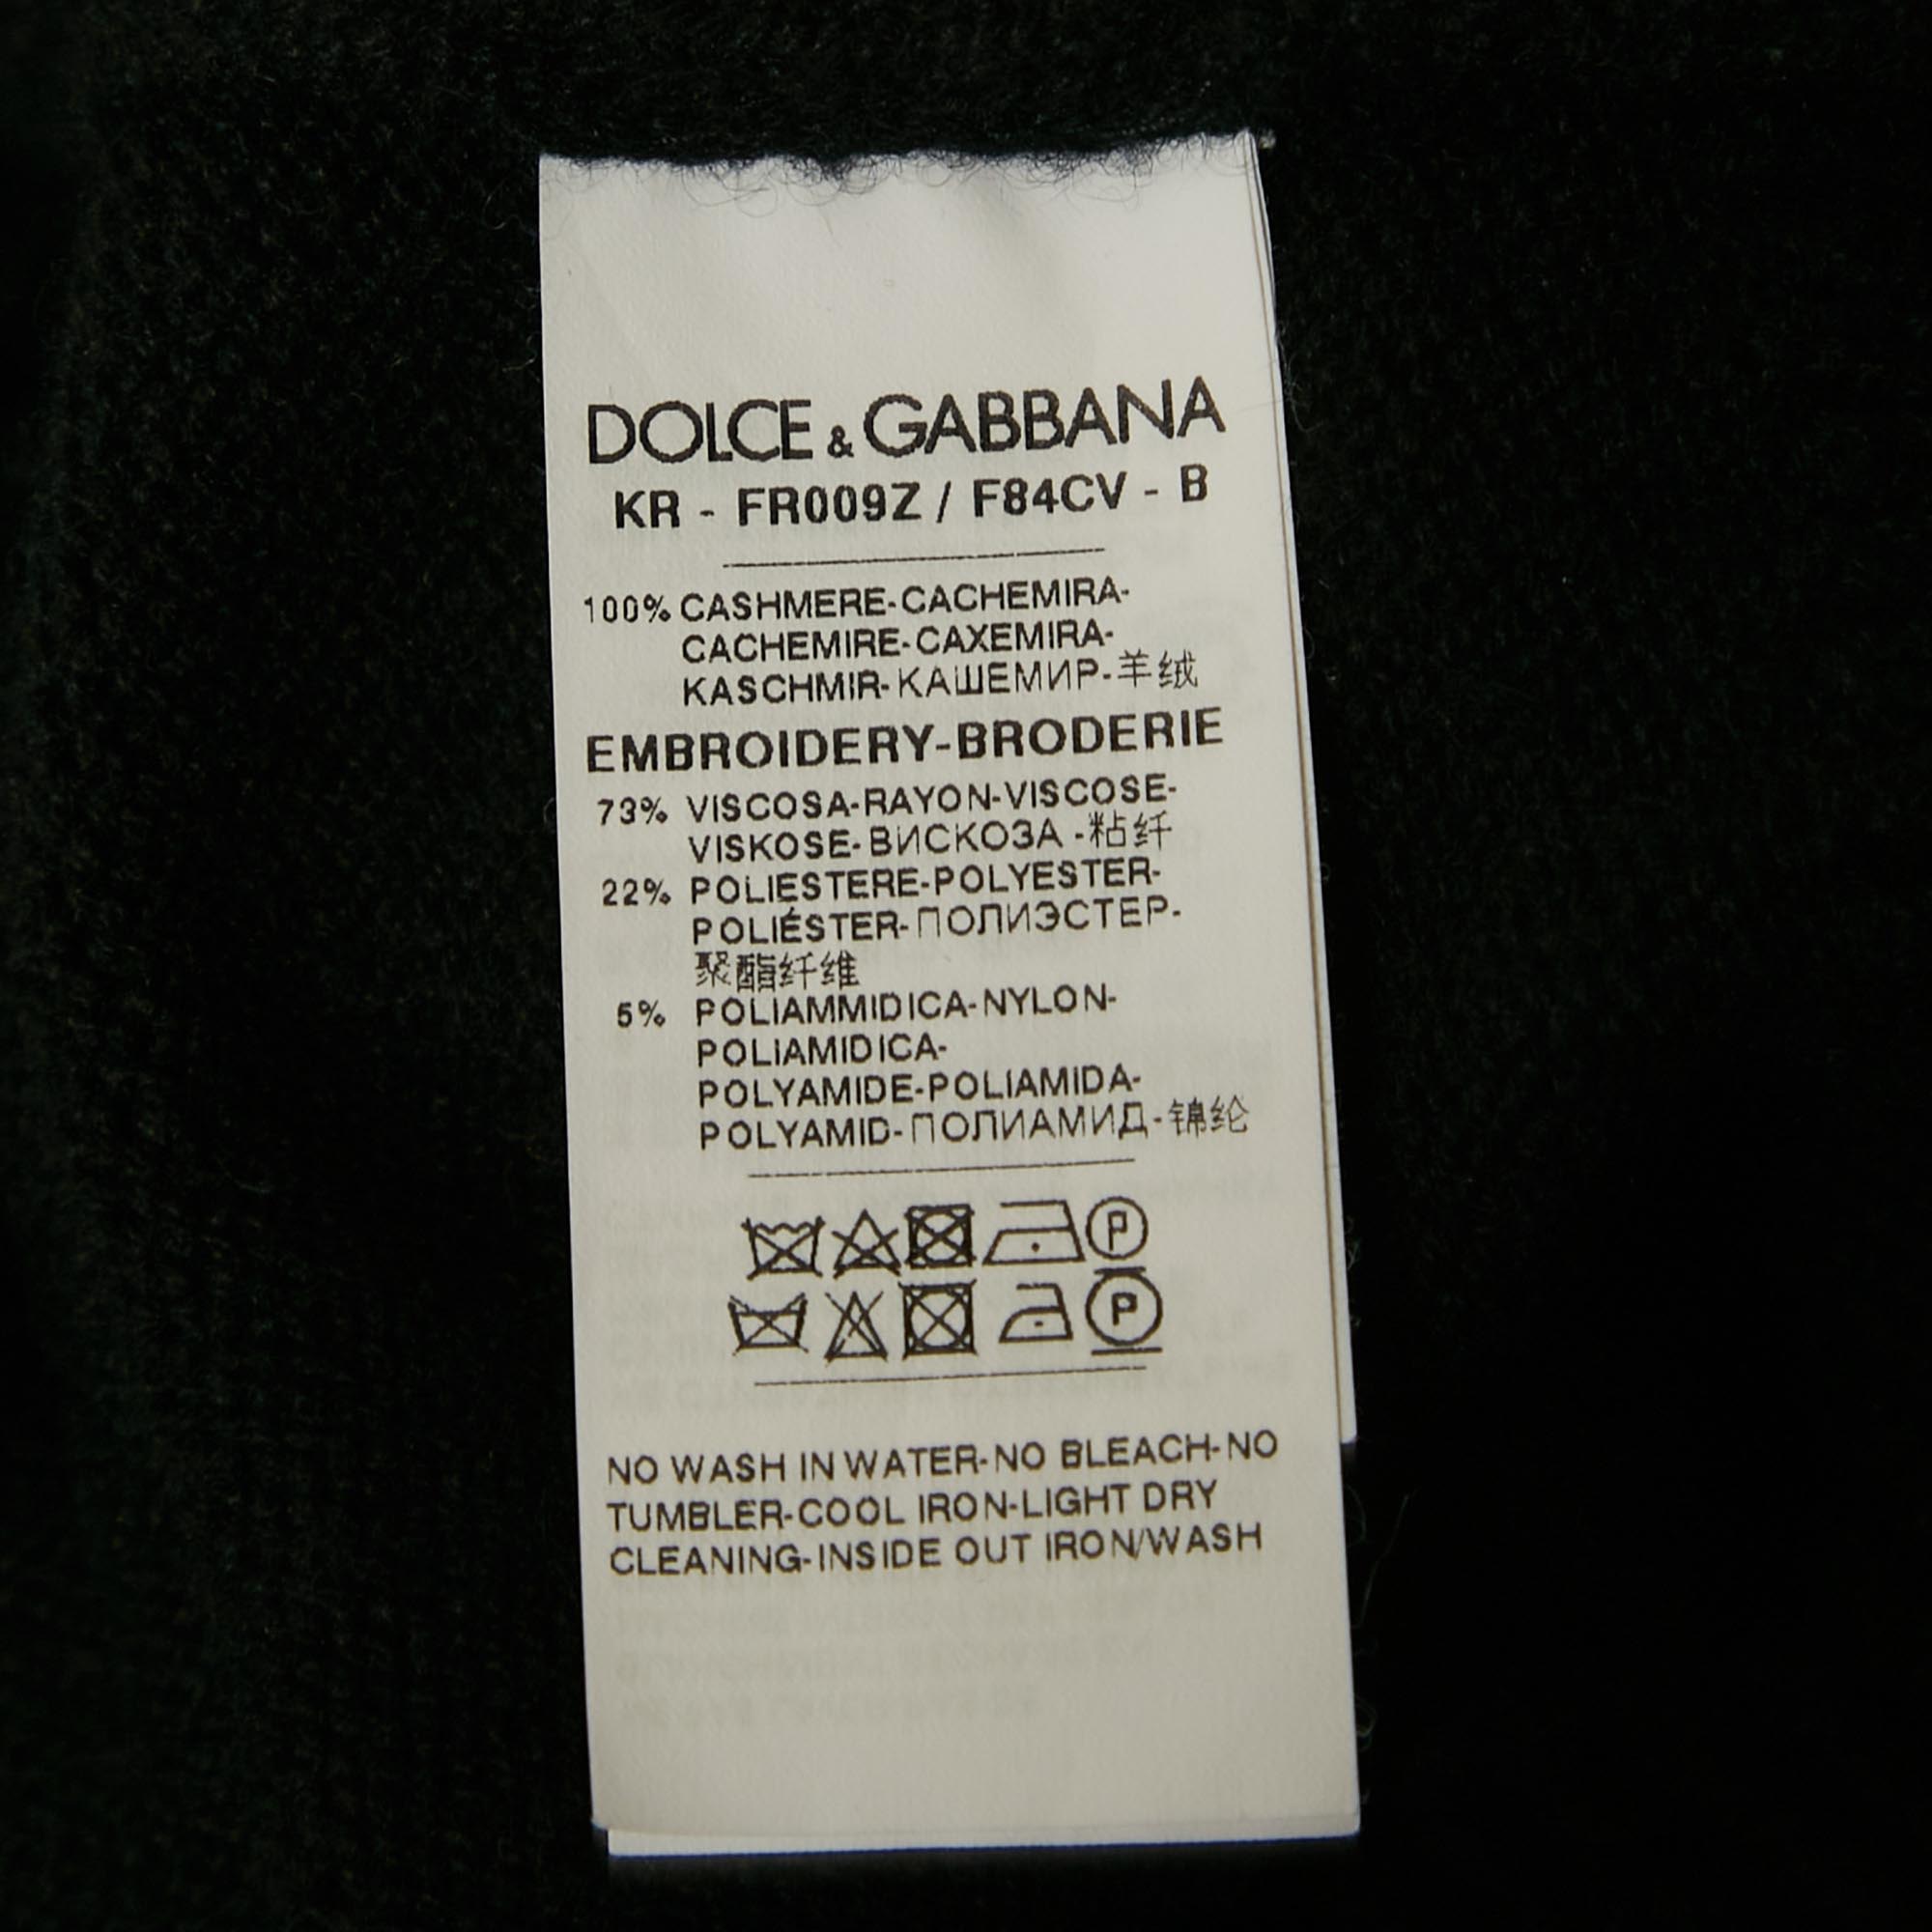 DOLCE & GABBANA
KR - FR009Z / F84CV - B
100% CASHMERE-CACHEMIRA-
CACHEMIRE-CAXEMIRA-
KASCHMIR-КАШЕМИР-羊绒
EMBROIDERY-BRODERIE
73% VISCOSA-RAYON-VISCOSE-
VISKOSE-ВИСКОЗА -粘纤
22% POLIESTERE-POLYESTER-
POLIÉSTER-ПОЛИЭСТЕР-
聚酯纤维
5% POLIAMMIDICA-NYLON-
POLIAMIDICA-
POLYAMIDE-POLIAMIDA-
POLYAMID-ПОЛИАМИД-锦纶
P
P
NO WASH IN WATER-NO BLEACH-NO
TUMBLER-COOL IRON-LIGHT DRY
CLEANING-INSIDE OUT IRON/WASH